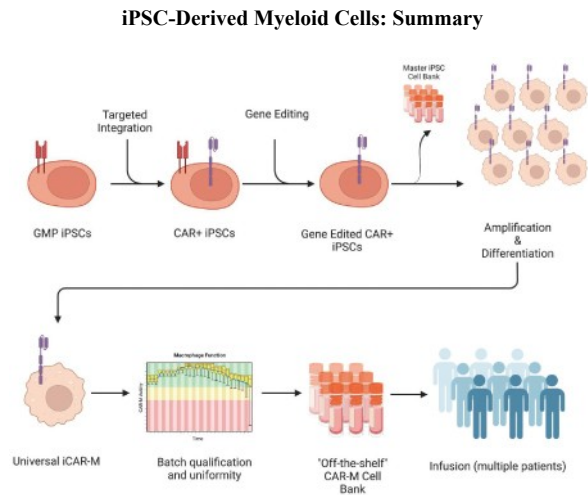 iPSC-Derived Myeloid Cells: Summary
Master iPSC
Cell Bank
Targeted
Integration
Gene Editing
GMP iPSCs
CAR+ iPSCs
Gene Edited CAR+
iPSCs
Amplification
&
Differentiation
Macrophage Function
CAR-M Activity
Time
Universal iCAR-M
Batch qualification
and uniformity
"Off-the-shelf"
CAR-M Cell
Bank
Infusion (multiple patients)